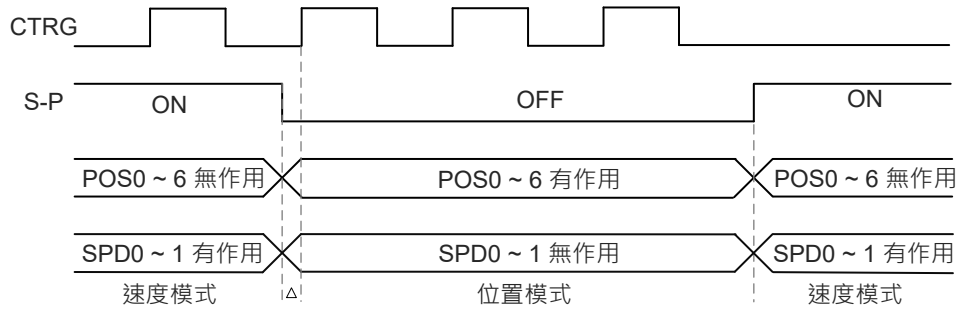 CTRG
S-P ON OFF ON
POS0 ~ 6 無作用 POS0 ~ 6 有作用 POS0 ~ 6 無作用
SPD0 ~ 1 有作用 SPD0 ~ 1 無作用 SPD0 ~ 1 有作用
速度模式 △ 位置模式 速度模式